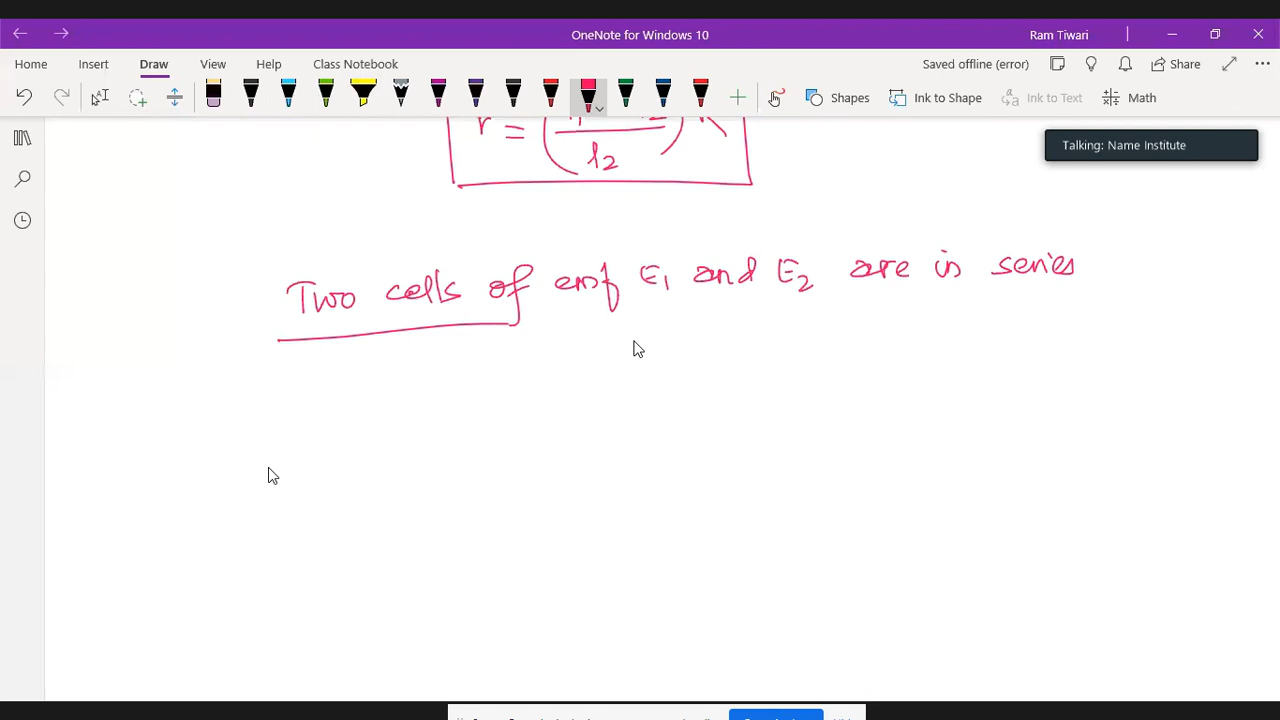 OneNote for Windows 10
Ram Tiwari
Home Insert Draw View Help Class Notebook
Saved offline (error) Share
Shapes Ink to Shape Ink to Text Math
Talking: Name Institute
r =
l2
Two cells of emf E1 and E2 are in series